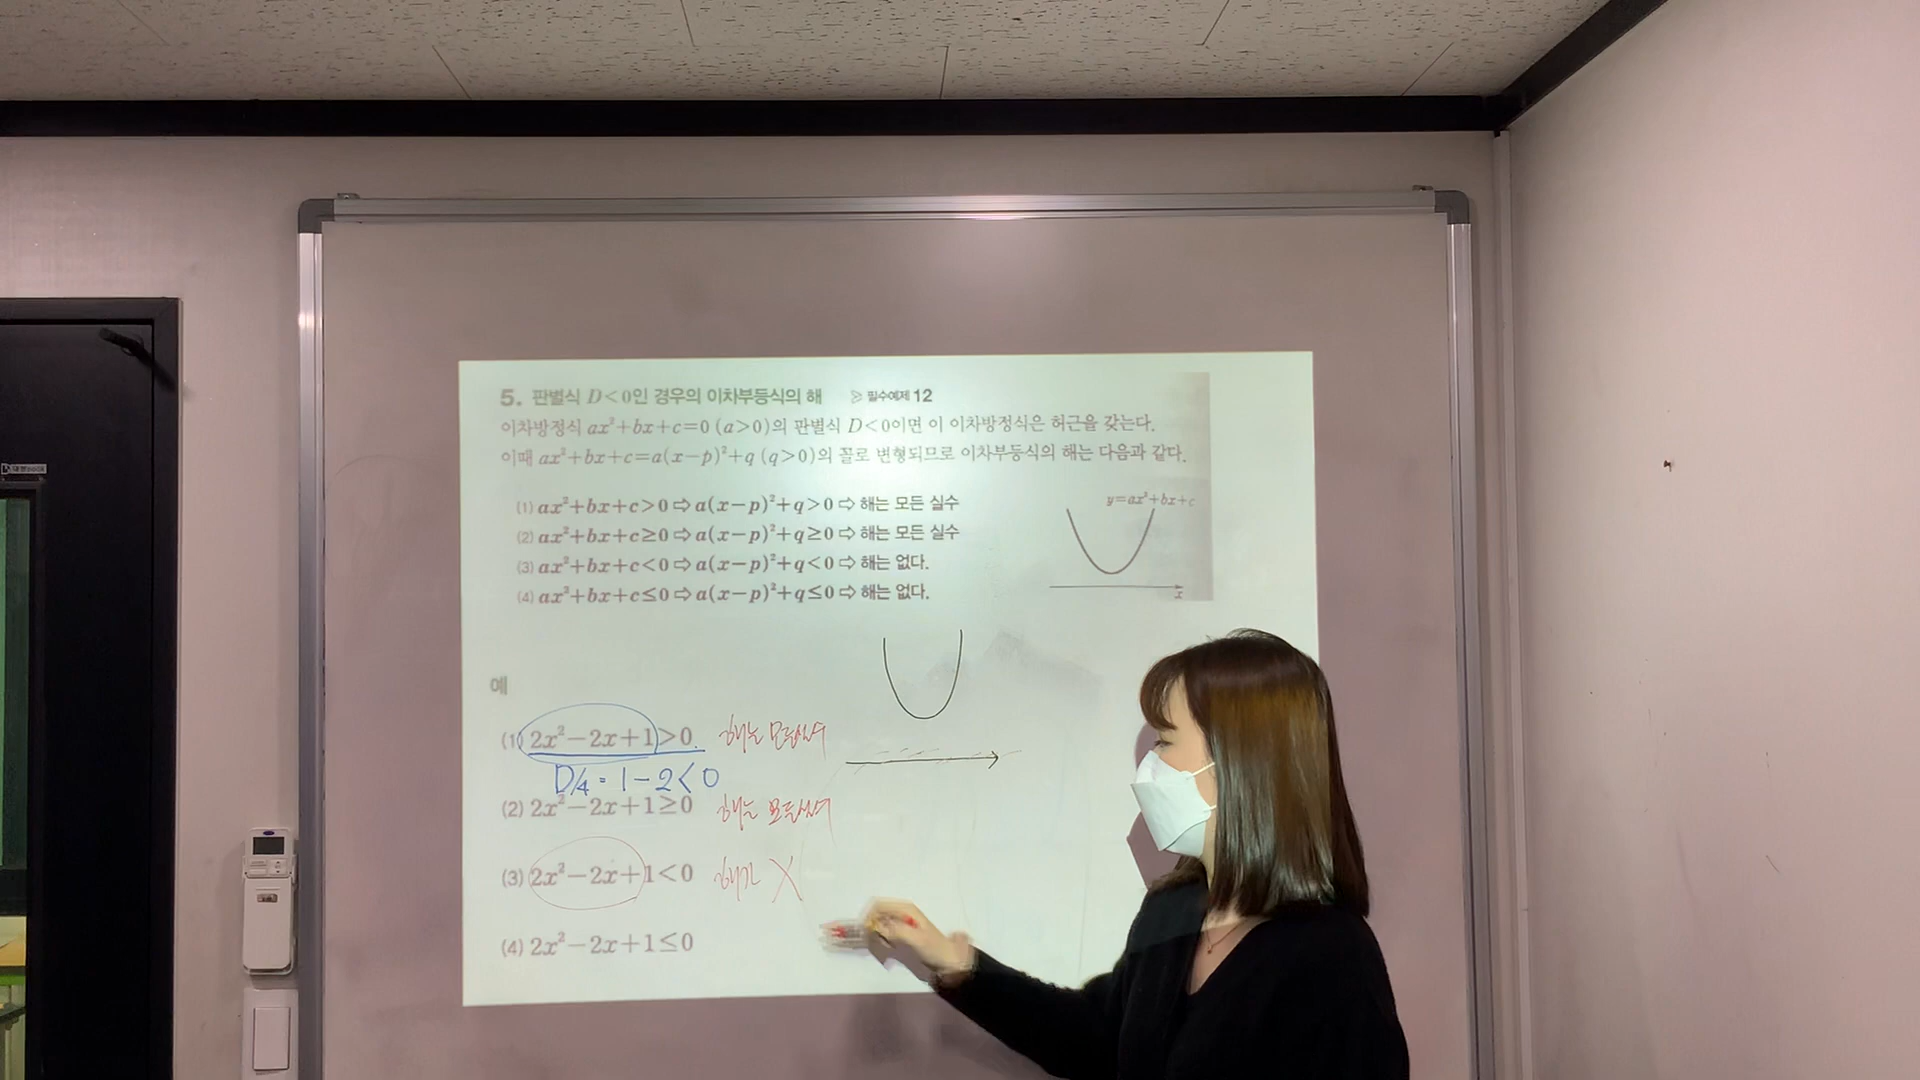 5. 판별식 D<0인 경우의 이차부등식의 해 ≫ 필수예제 12
이차방정식 ax²+bx+c=0 (a>0)의 판별식 D<0이면 이 이차방정식은 허근을 갖는다.
이때 ax²+bx+c=a(x-p)²+q (q>0)의 꼴로 변형되므로 이차부등식의 해는 다음과 같다.
(1) ax²+bx+c>0 ⇨ a(x-p)²+q>0 ⇨ 해는 모든 실수
(2) ax²+bx+c≥0 ⇨ a(x-p)²+q≥0 ⇨ 해는 모든 실수
(3) ax²+bx+c<0 ⇨ a(x-p)²+q<0 ⇨ 해는 없다.
(4) ax²+bx+c≤0 ⇨ a(x-p)²+q≤0 ⇨ 해는 없다.
y=ax²+bx+c
x
예
(1) 2x²-2x+1>0 해는 모든실수
D/4 = 1-2<0
(2) 2x²-2x+1≥0 해는 모든실수
(3) 2x²-2x+1<0 해가 X
(4) 2x²-2x+1≤0